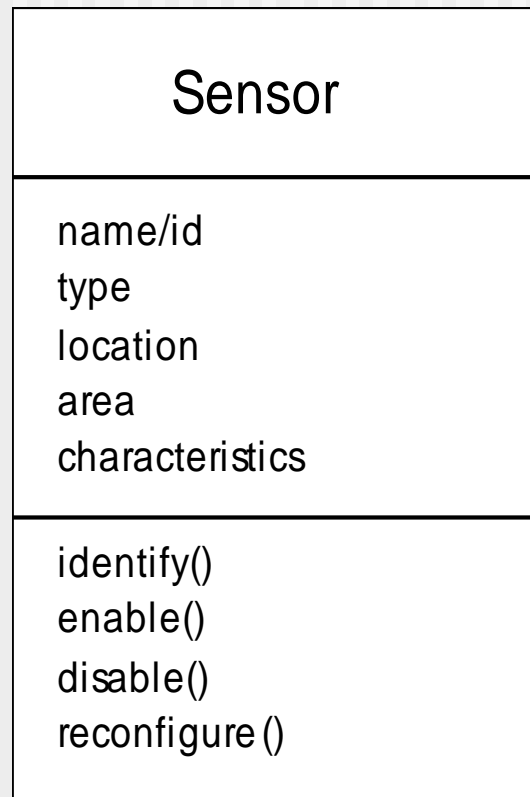 Sensor
name/id
type
location
area
characteristics
identify()
enable()
disable()
reconfigure()